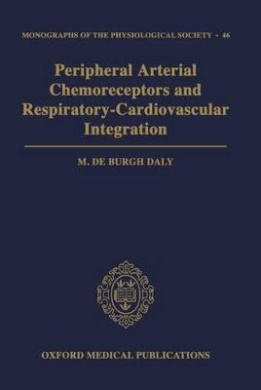 MONOGRAPHS OF THE PHYSIOLOGICAL SOCIETY · 46
Peripheral Arterial
Chemoreceptors and
Respiratory-Cardiovascular
Integration
M. DE BURGH DALY
OXFORD MEDICAL PUBLICATIONS